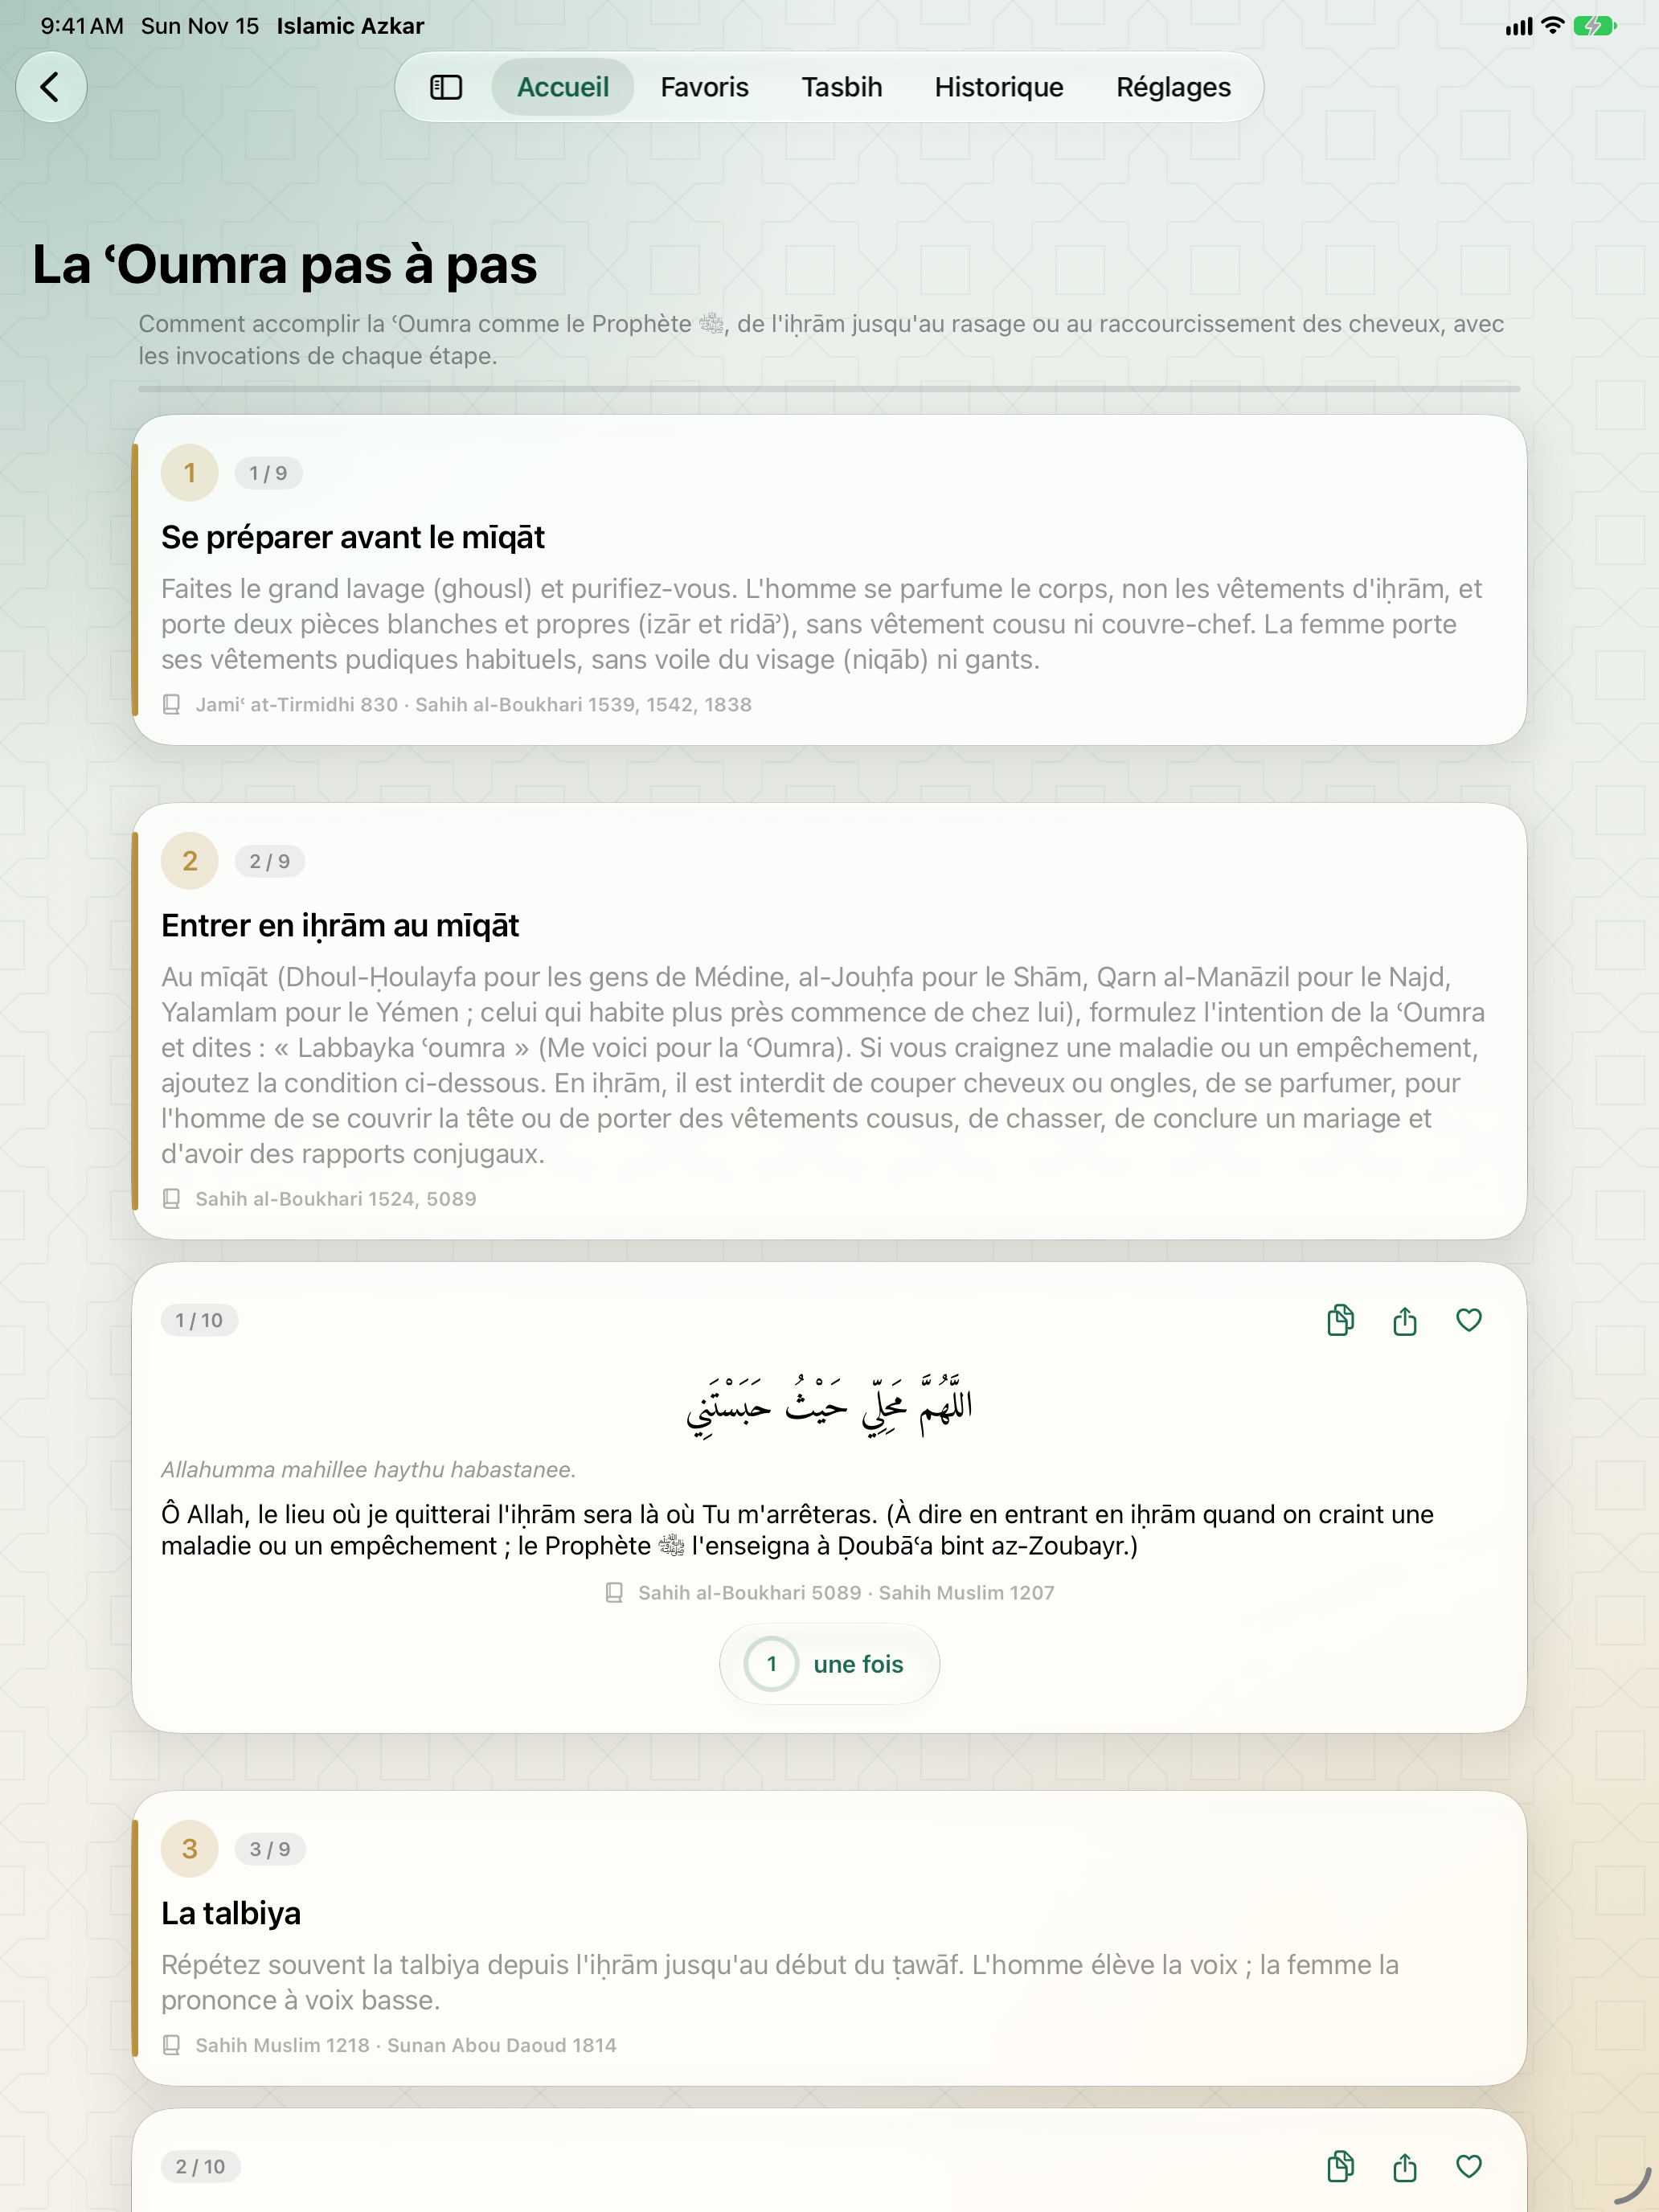 9:41 AM Sun Nov 15 Islamic Azkar
Accueil Favoris Tasbih Historique Réglages
La ʿOumra pas à pas
Comment accomplir la ʿOumra comme le Prophète ﷺ, de l'iḥrām jusqu'au rasage ou au raccourcissement des cheveux, avec
les invocations de chaque étape.
1 1 / 9
Se préparer avant le mīqāt
Faites le grand lavage (ghousl) et purifiez-vous. L'homme se parfume le corps, non les vêtements d'iḥrām, et
porte deux pièces blanches et propres (izār et ridāʾ), sans vêtement cousu ni couvre-chef. La femme porte
ses vêtements pudiques habituels, sans voile du visage (niqāb) ni gants.
Jamiʿ at-Tirmidhi 830 · Sahih al-Boukhari 1539, 1542, 1838
2 2 / 9
Entrer en iḥrām au mīqāt
Au mīqāt (Dhoul-Ḥoulayfa pour les gens de Médine, al-Jouḥfa pour le Shām, Qarn al-Manāzil pour le Najd,
Yalamlam pour le Yémen ; celui qui habite plus près commence de chez lui), formulez l'intention de la ʿOumra
et dites : « Labbayka ʿoumra » (Me voici pour la ʿOumra). Si vous craignez une maladie ou un empêchement,
ajoutez la condition ci-dessous. En iḥrām, il est interdit de couper cheveux ou ongles, de se parfumer, pour
l'homme de se couvrir la tête ou de porter des vêtements cousus, de chasser, de conclure un mariage et
d'avoir des rapports conjugaux.
Sahih al-Boukhari 1524, 5089
1 / 10
اللَّهُمَّ مَحِلِّي حَيْثُ حَبَسْتَنِي
Allahumma mahillee haythu habastanee.
Ô Allah, le lieu où je quitterai l'iḥrām sera là où Tu m'arrêteras. (À dire en entrant en iḥrām quand on craint une
maladie ou un empêchement ; le Prophète ﷺ l'enseigna à Ḍoubāʿa bint az-Zoubayr.)
Sahih al-Boukhari 5089 · Sahih Muslim 1207
1 une fois
3 3 / 9
La talbiya
Répétez souvent la talbiya depuis l'iḥrām jusqu'au début du ṭawāf. L'homme élève la voix ; la femme la
prononce à voix basse.
Sahih Muslim 1218 · Sunan Abou Daoud 1814
2 / 10